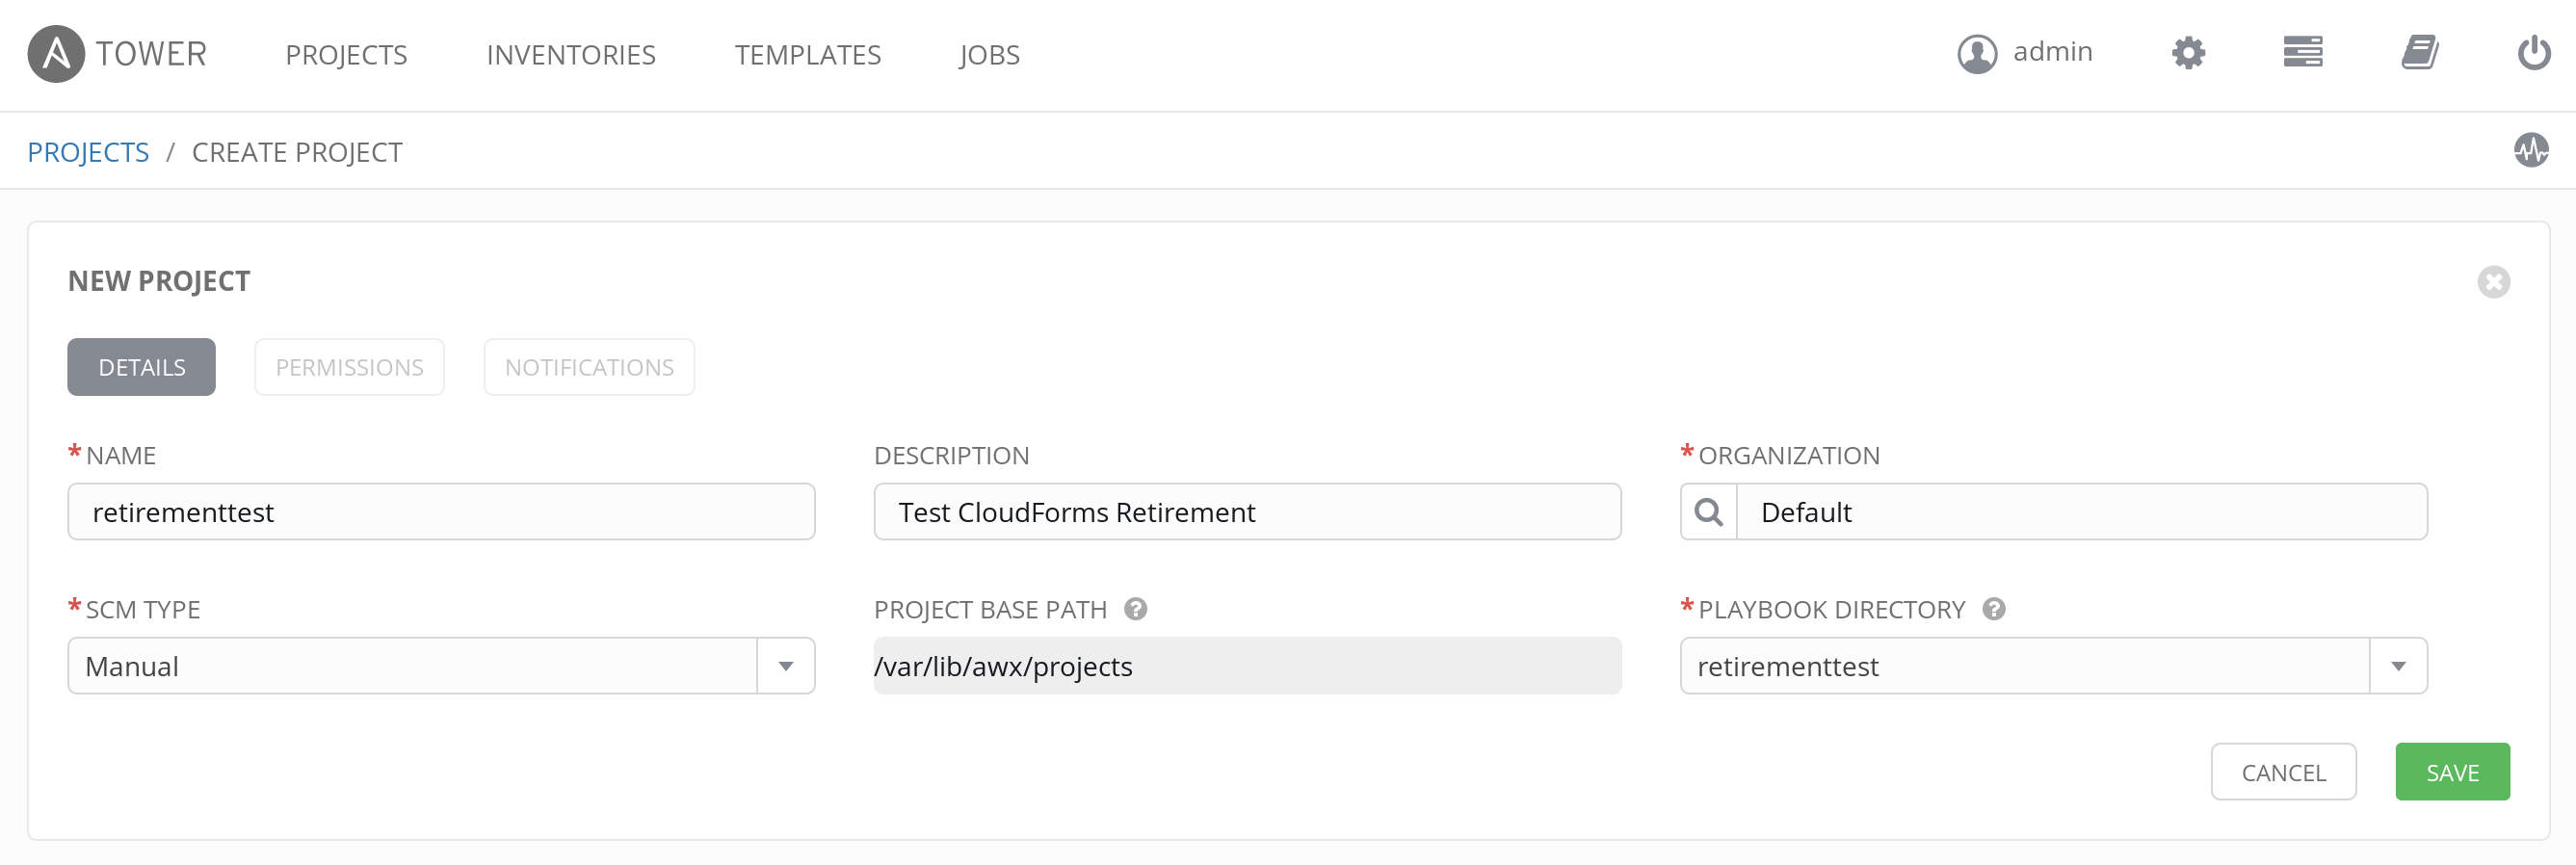 TOWER PROJECTS INVENTORIES TEMPLATES JOBS admin
PROJECTS / CREATE PROJECT
NEW PROJECT
DETAILS PERMISSIONS NOTIFICATIONS
* NAME DESCRIPTION * ORGANIZATION
retirementtest Test CloudForms Retirement Default
* SCM TYPE PROJECT BASE PATH ? * PLAYBOOK DIRECTORY ?
Manual /var/lib/awx/projects retirementtest
CANCEL SAVE